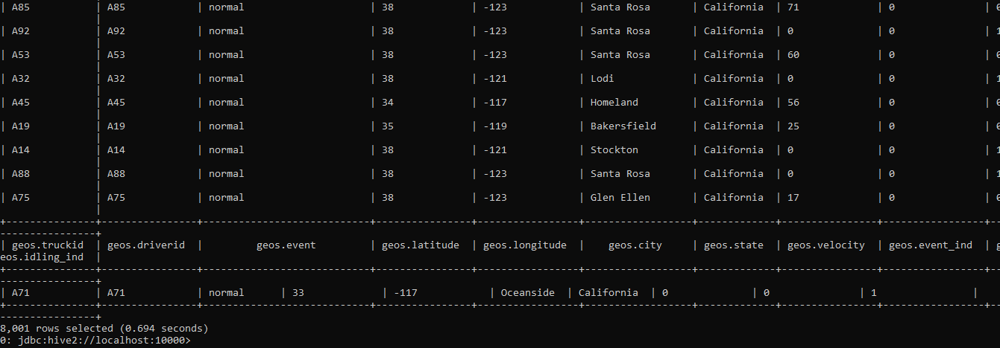 | A85            | A85            | normal                     | 38             | -123            | Santa Rosa       | California  | 71             | 0               | 0
                |
| A92            | A92            | normal                     | 38             | -123            | Santa Rosa       | California  | 0              | 0               | 1
                |
| A53            | A53            | normal                     | 38             | -123            | Santa Rosa       | California  | 60             | 0               | 0
                |
| A32            | A32            | normal                     | 38             | -121            | Lodi             | California  | 0              | 0               | 1
                |
| A45            | A45            | normal                     | 34             | -117            | Homeland         | California  | 56             | 0               | 0
                |
| A19            | A19            | normal                     | 35             | -119            | Bakersfield      | California  | 25             | 0               | 0
                |
| A14            | A14            | normal                     | 38             | -121            | Stockton         | California  | 0              | 0               | 1
                |
| A88            | A88            | normal                     | 38             | -123            | Santa Rosa       | California  | 0              | 0               | 1
                |
| A75            | A75            | normal                     | 38             | -123            | Glen Ellen       | California  | 17             | 0               | 0
                |
+---------------+----------------+----------------------------+----------------+-----------------+------------------+-------------+----------------+-----------------+--
----------------+
| geos.truckid  | geos.driverid  |         geos.event         | geos.latitude  | geos.longitude  |    geos.city     | geos.state  | geos.velocity  | geos.event_ind  | g
eos.idling_ind  |
+---------------+----------------+----------------------------+----------------+-----------------+------------------+-------------+----------------+-----------------+--
----------------+
| A71           | A71            | normal      | 33             | -117            | Oceanside  | California  | 0              | 0               | 1               |
+---------------+----------------+----------------------------+----------------+-----------------+------------------+-------------+----------------+-----------------+--
----------------+
8,001 rows selected (0.694 seconds)
0: jdbc:hive2://localhost:10000>